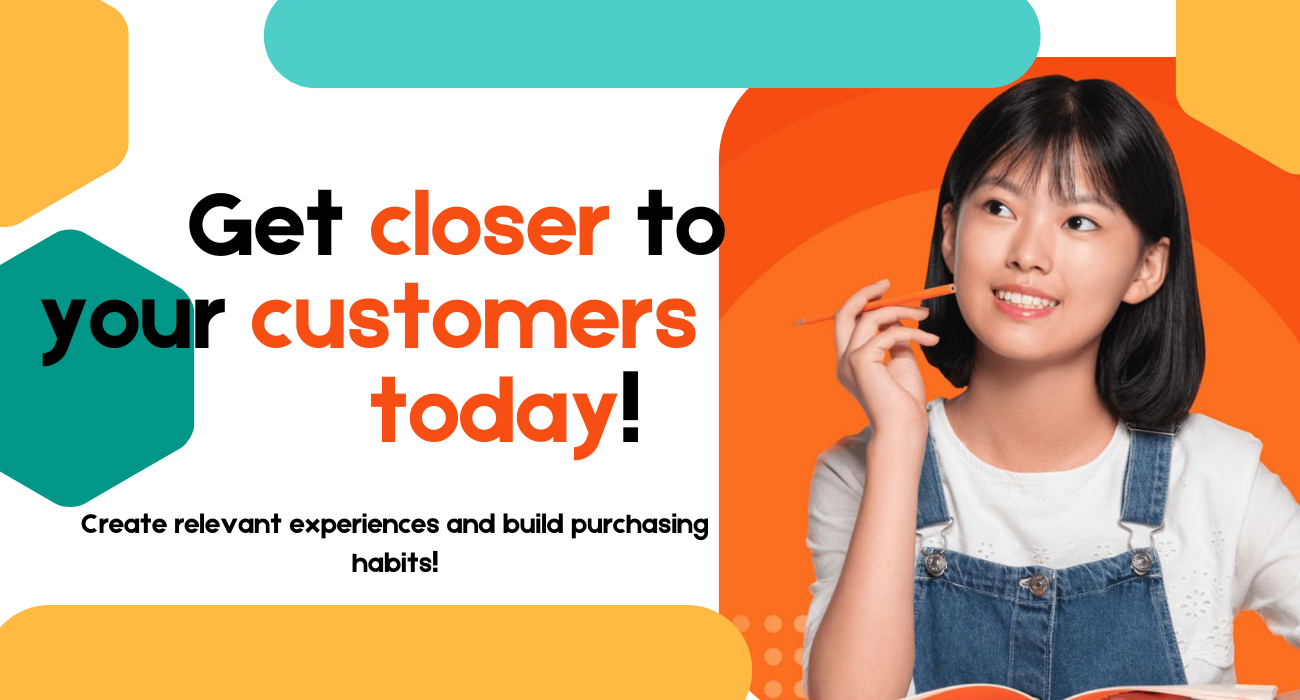 Get closer to
your customers
today!
Create relevant experiences and build purchasing
habits!